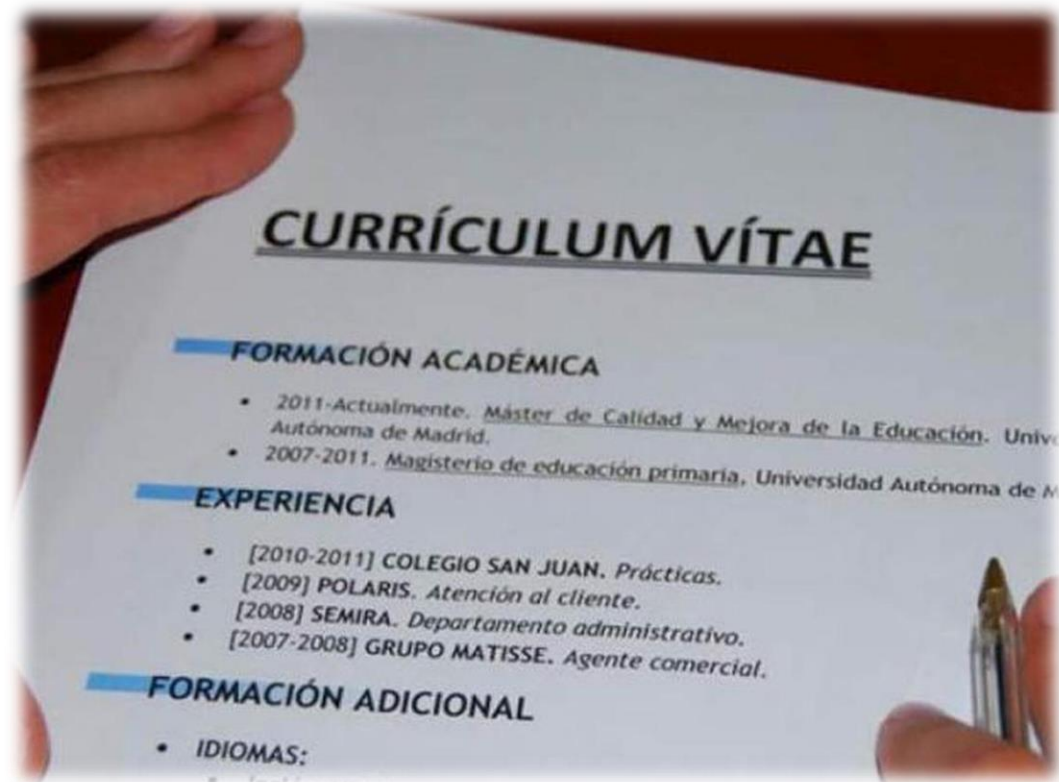 CURRÍCULUM VÍTAE
FORMACIÓN ACADÉMICA
• 2011-Actualmente. Máster de Calidad y Mejora de la Educación.
Autónoma de Madrid.
• 2007-2011. Magisterio de educación primaria, Universidad Autónoma de
EXPERIENCIA
• [2010-2011] COLEGIO SAN JUAN. Prácticas.
• [2009] POLARIS. Atención al cliente.
• [2008] SEMIRA. Departamento administrativo.
• [2007-2008] GRUPO MATISSE. Agente comercial.
FORMACIÓN ADICIONAL
• IDIOMAS: